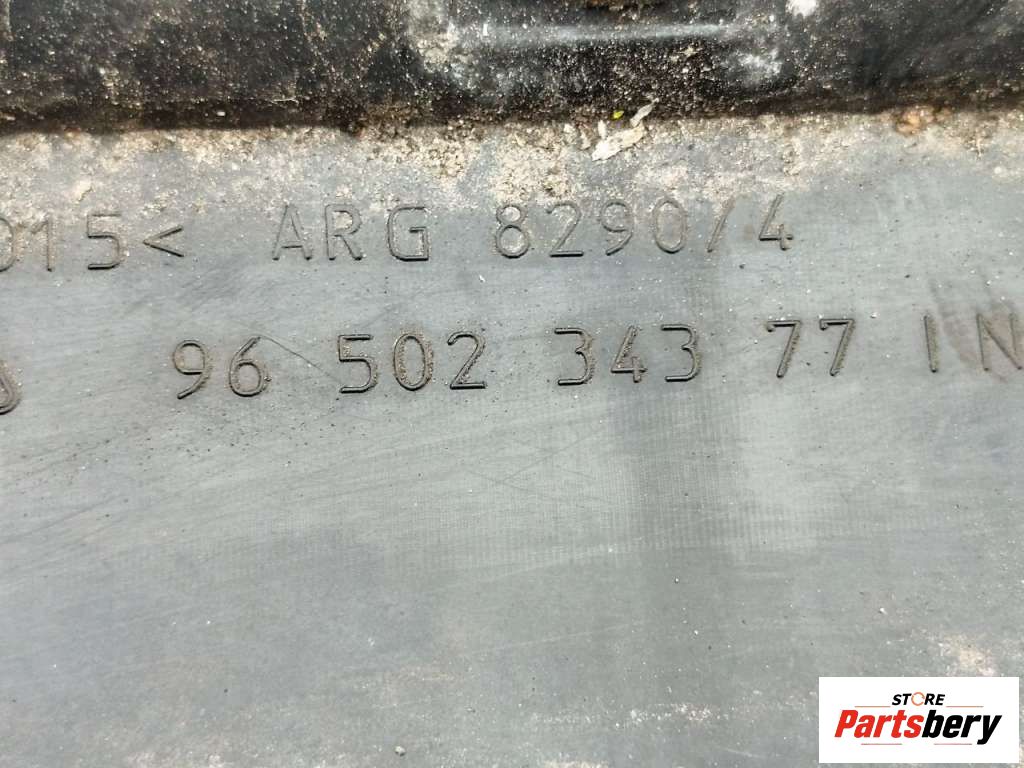 015< ARG 8290/4
96 502 343 77 IN
STORE
Partsbery